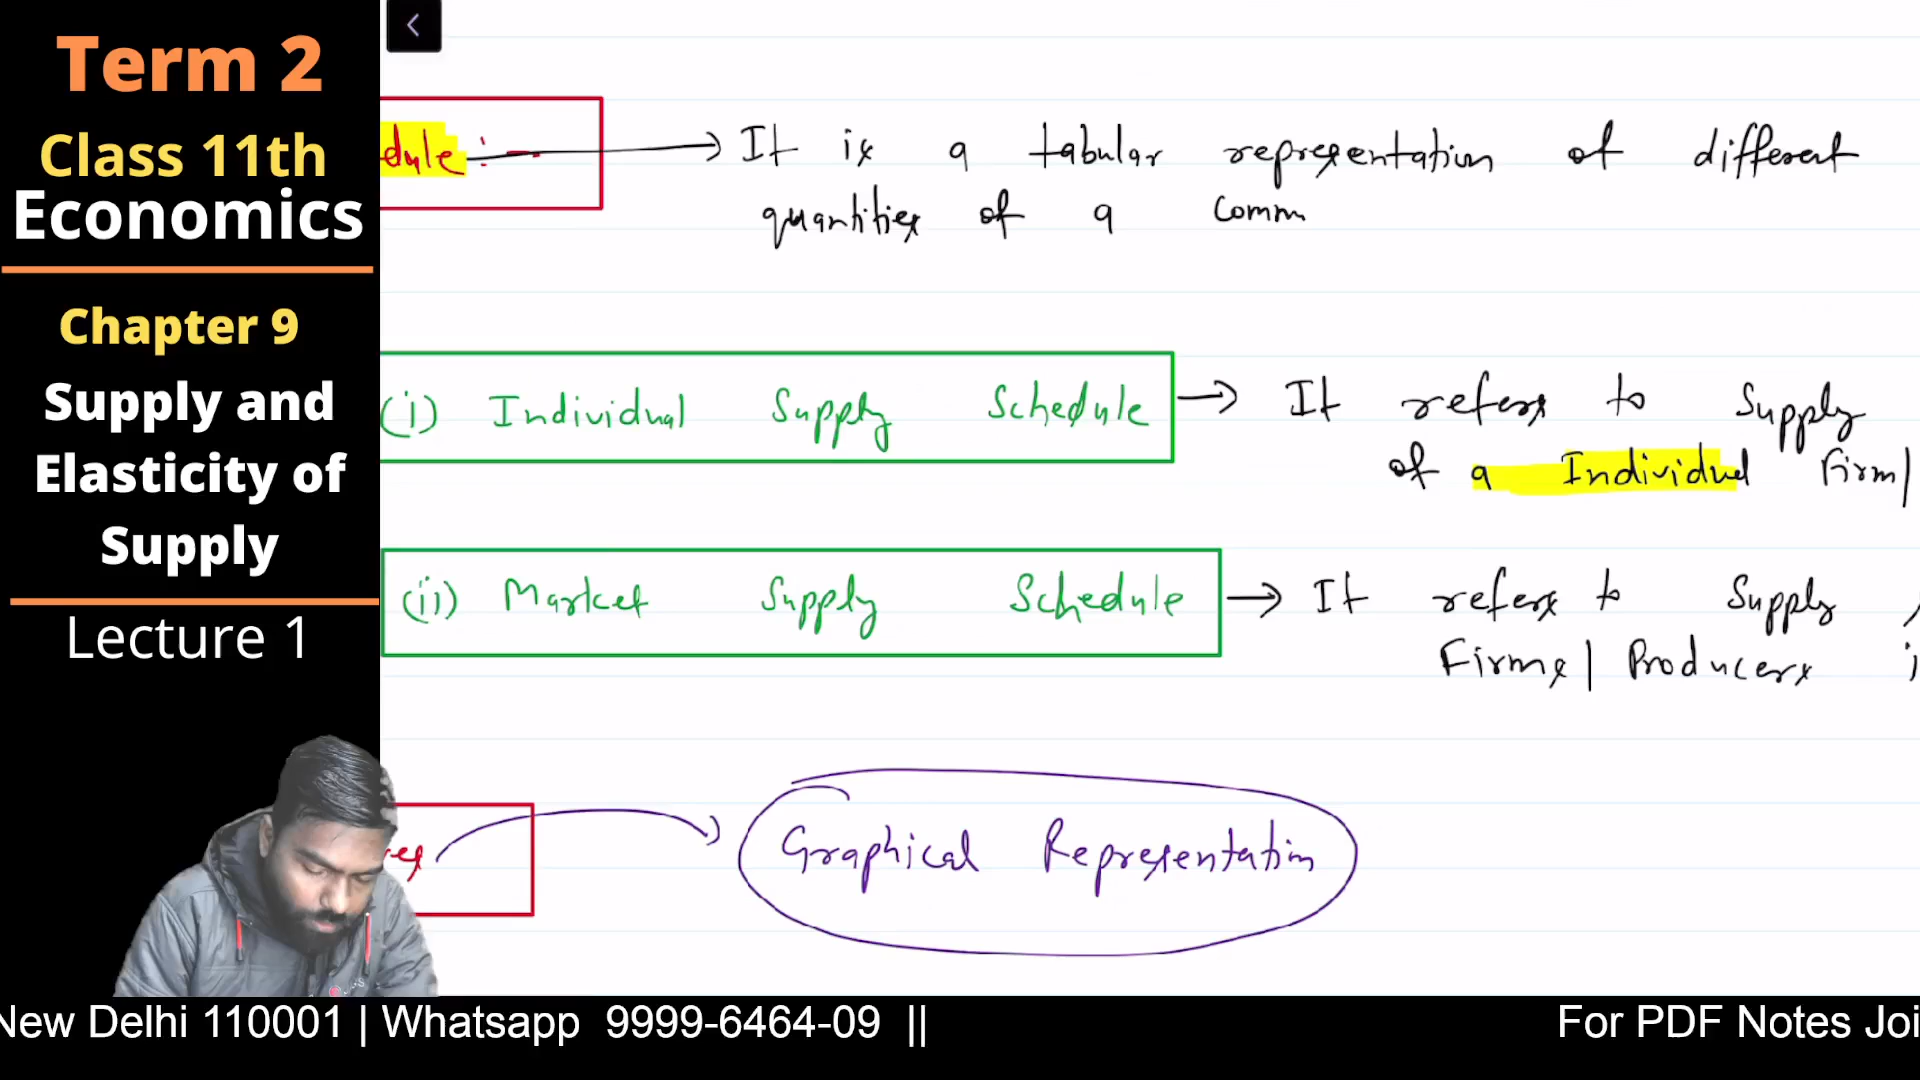 Term 2
Class 11th
Economics
Chapter 9
Supply and
Elasticity of
Supply
Lecture 1
dule :- → It is a tabular representation of different
quantities of a comm
(i) Individual Supply Schedule → It refers to Supply
of a Individual Firm/
(ii) Market Supply Schedule → It refers to Supply
Firms/ Producers
Graphical Representation
New Delhi 110001 | Whatsapp 9999-6464-09 ||
For PDF Notes Joi